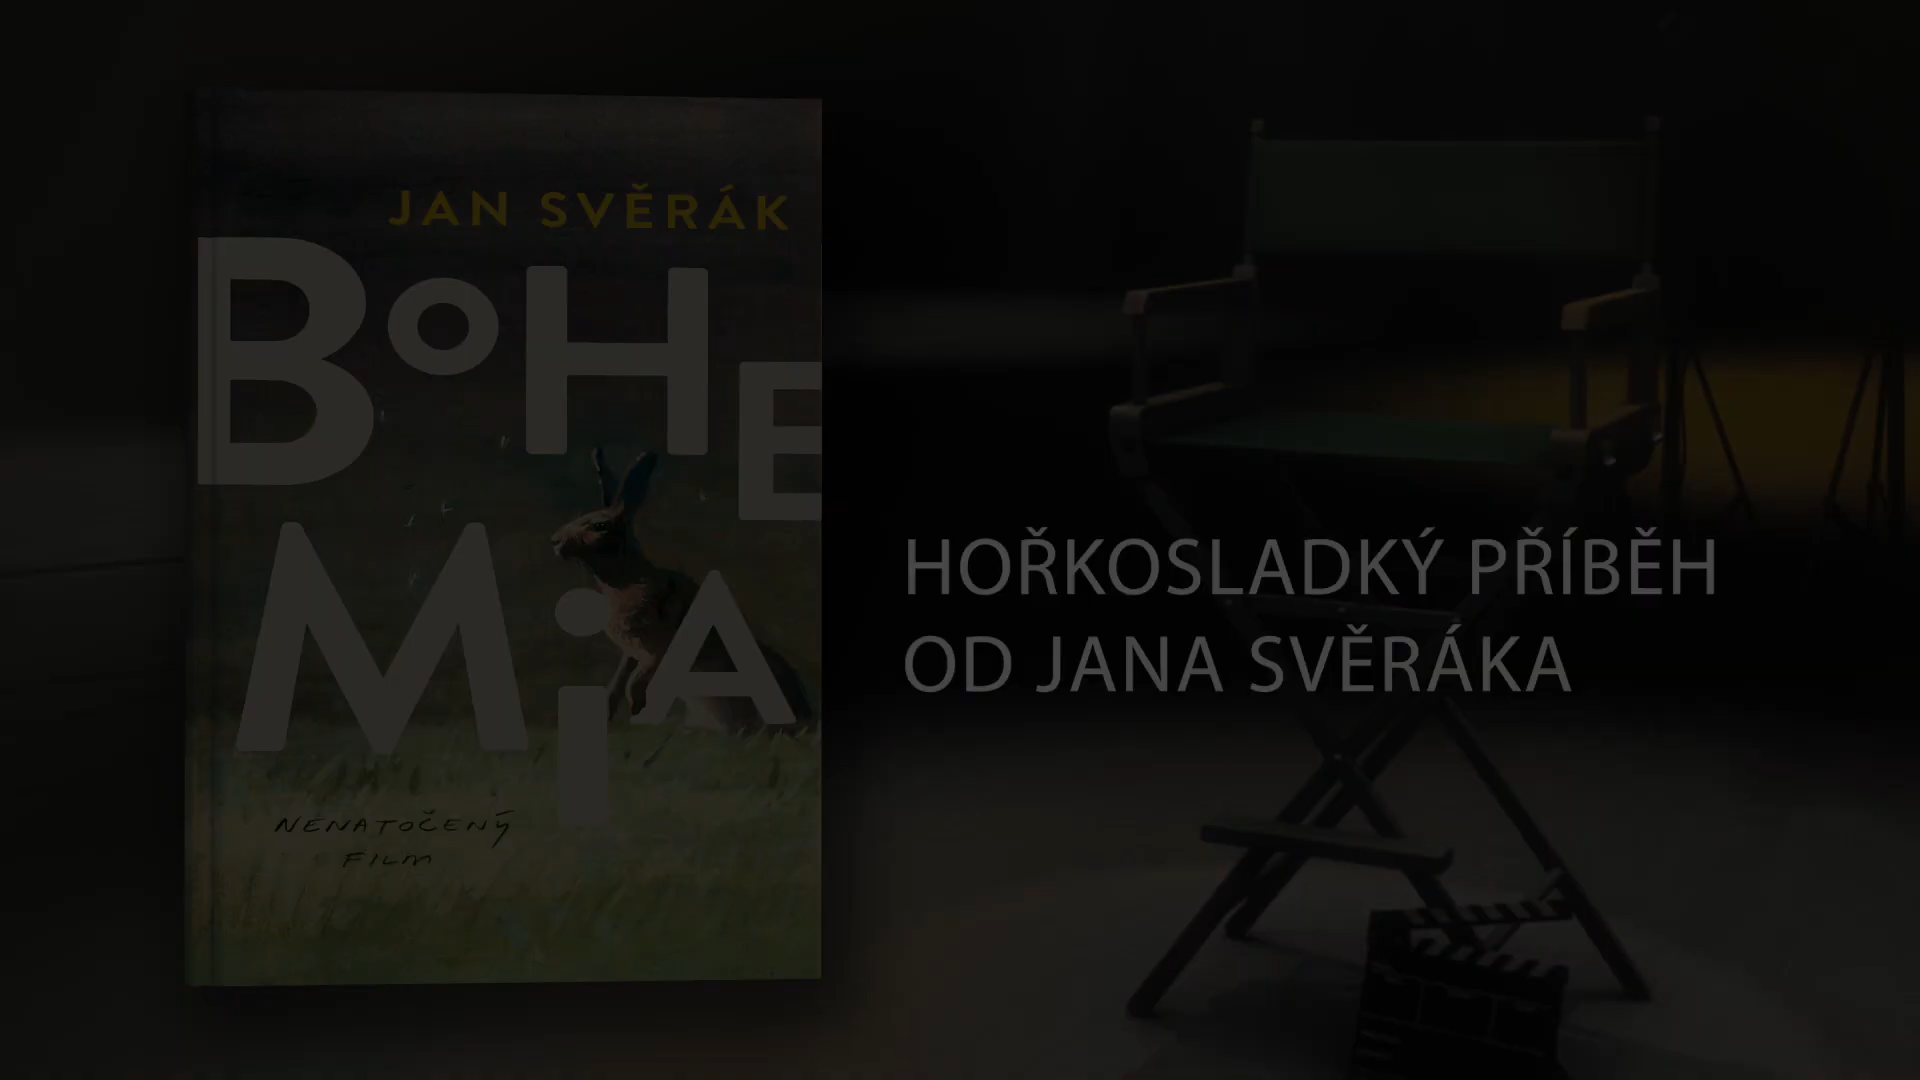 JAN SVĚRÁK
BOHE
MiA
NENATOČENÝ
FILM
HOŘKOSLADKÝ PŘÍBĚH
OD JANA SVĚRÁKA